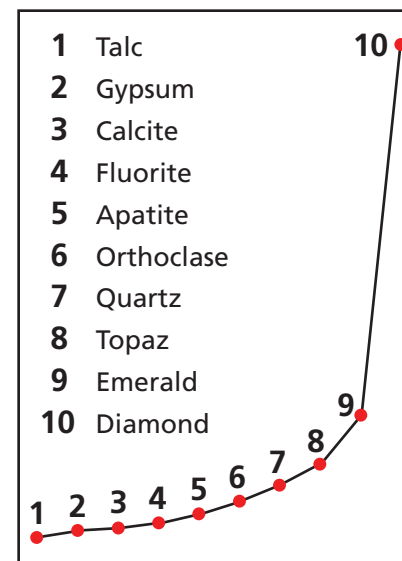 1 Talc
2 Gypsum
3 Calcite
4 Fluorite
5 Apatite
6 Orthoclase
7 Quartz
8 Topaz
9 Emerald
10 Diamond
10
9
8
7
6
5
4
3
2
1